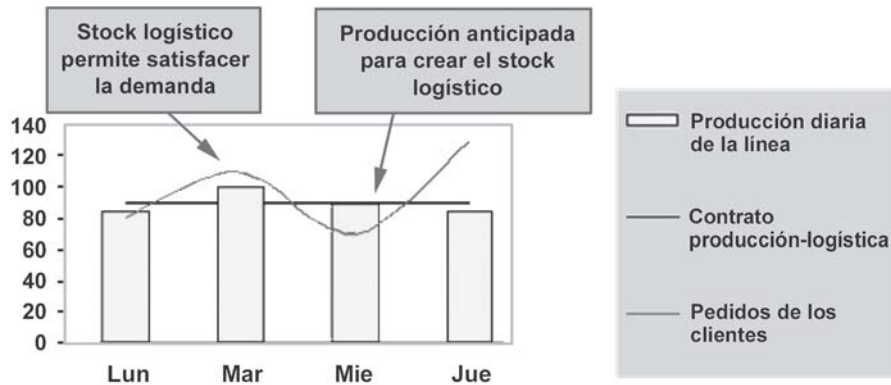 Stock logístico
permite satisfacer
la demanda
Producción anticipada
para crear el stock
logístico
140
120
100
80
60
40
20
0
Lun Mar Mie Jue
Producción diaria
de la línea
Contrato
producción-logística
Pedidos de los
clientes